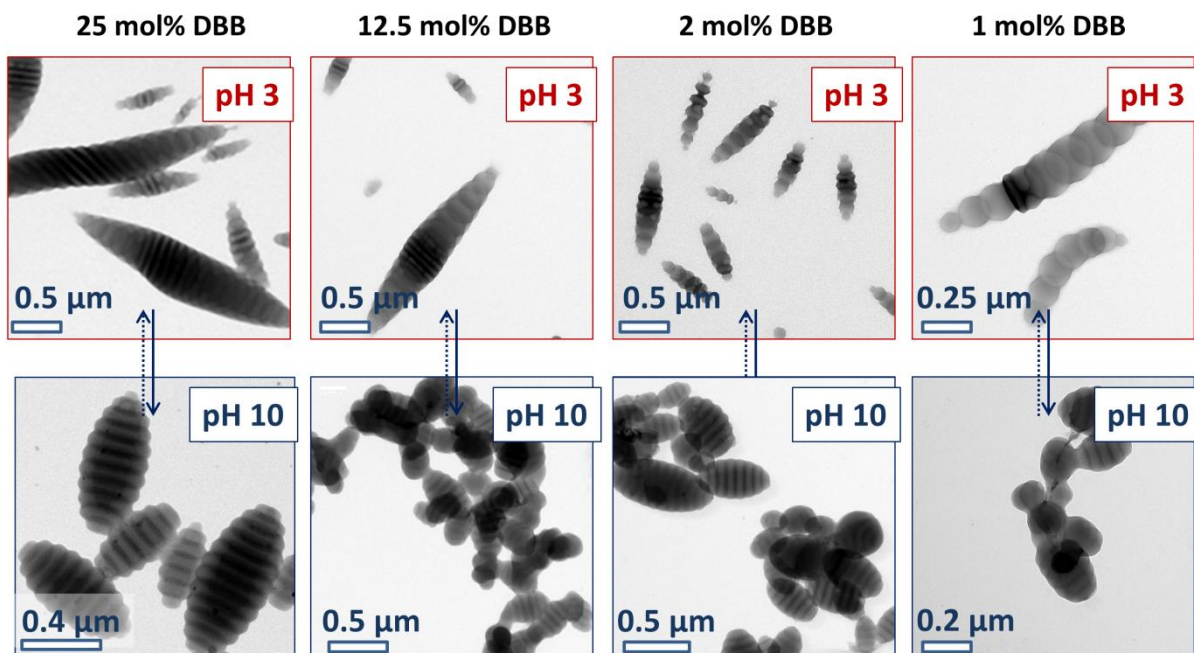 25 mol% DBB
12.5 mol% DBB
2 mol% DBB
1 mol% DBB
pH 3
pH 3
pH 3
pH 3
0.5 µm
0.5 µm
0.5 µm
0.25 µm
pH 10
pH 10
pH 10
pH 10
0.4 µm
0.5 µm
0.5 µm
0.2 µm